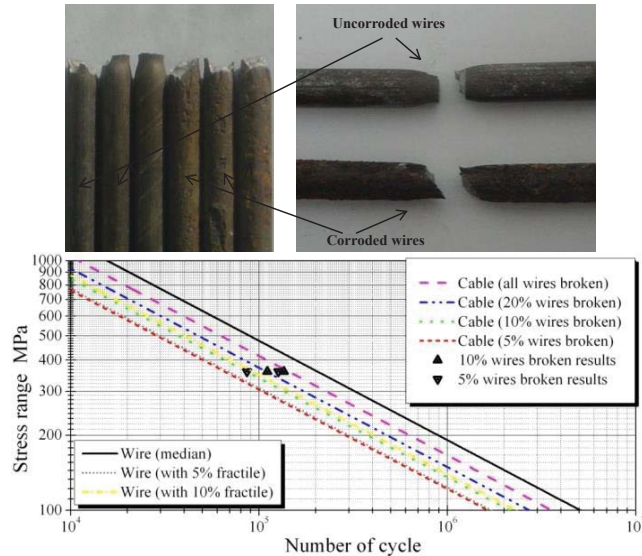 Uncorroded wires
Corroded wires
1000
900
800
700
600
500
400
300
200
100
Stress range MPa
Cable (all wires broken)
Cable (20% wires broken)
Cable (10% wires broken)
Cable (5% wires broken)
10% wires broken results
5% wires broken results
Wire (median)
Wire (with 5% fractile)
Wire (with 10% fractile)
10⁴
10⁵
10⁶
10
Number of cycle